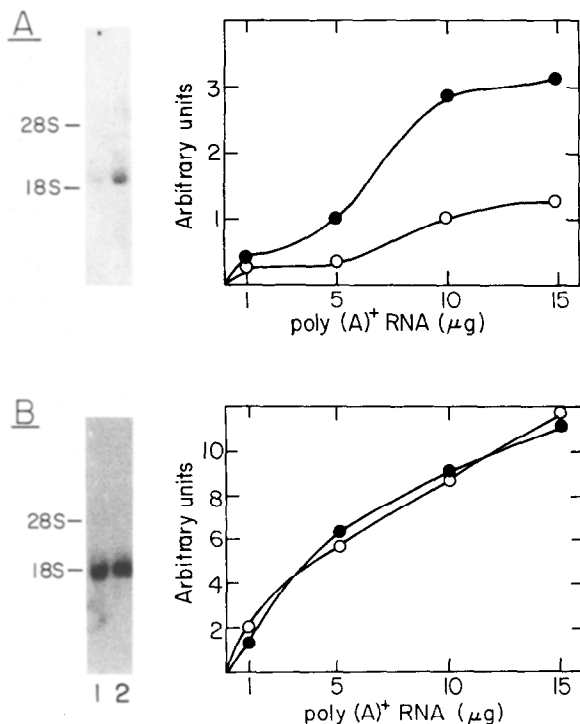 A
28S
18S
Arbitrary units
3
2
1
1 5 10 15
poly (A)+ RNA (μg)
B
28S
18S
1 2
Arbitrary units
10
8
6
4
2
1 5 10 15
poly (A)+ RNA (μg)